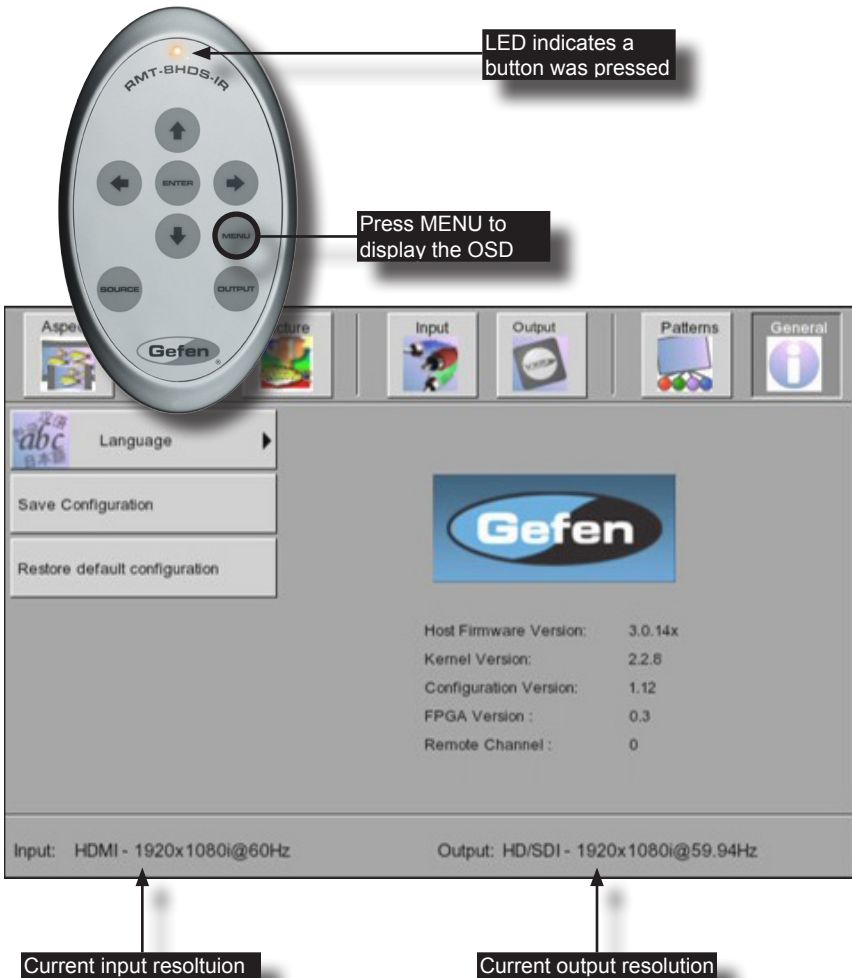 LED indicates a
button was pressed
RMT-8HDS-IR
ENTER
Press MENU to
display the OSD
MENU
SOURCE
OUTPUT
Gefen
Input
Output
Patterns
General
abc
Language
Save Configuration
Gefen
Restore default configuration
Host Firmware Version: 3.0.14x
Kernel Version: 2.2.8
Configuration Version: 1.12
FPGA Version : 0.3
Remote Channel : 0
Input: HDMI - 1920x1080i@60Hz
Output: HD/SDI - 1920x1080i@59.94Hz
Current input resoltuion
Current output resolution